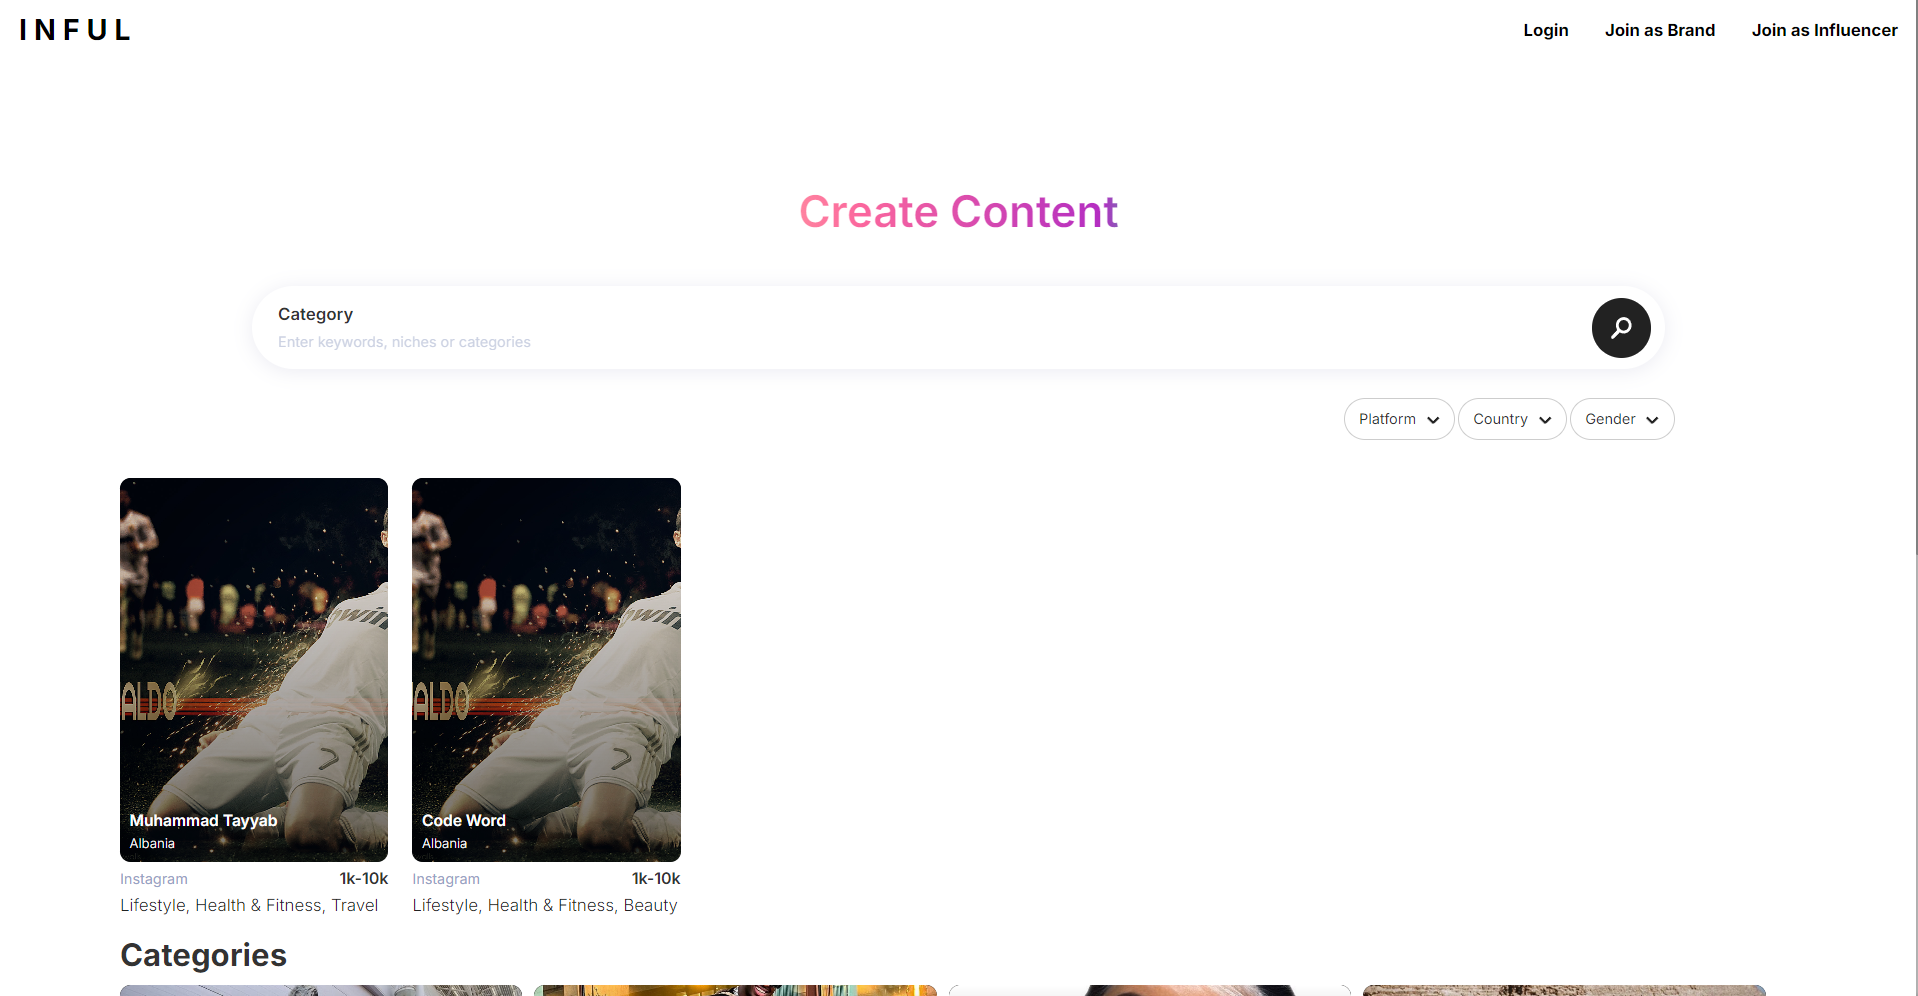 INFUL
Login Join as Brand Join as Influencer
Create Content
Category
Enter keywords, niches or categories
Platform Country Gender
ALDO
7
Muhammad Tayyab
Albania
Instagram 1k-10k
Lifestyle, Health & Fitness, Travel
ALDO
7
Code Word
Albania
Instagram 1k-10k
Lifestyle, Health & Fitness, Beauty
Categories